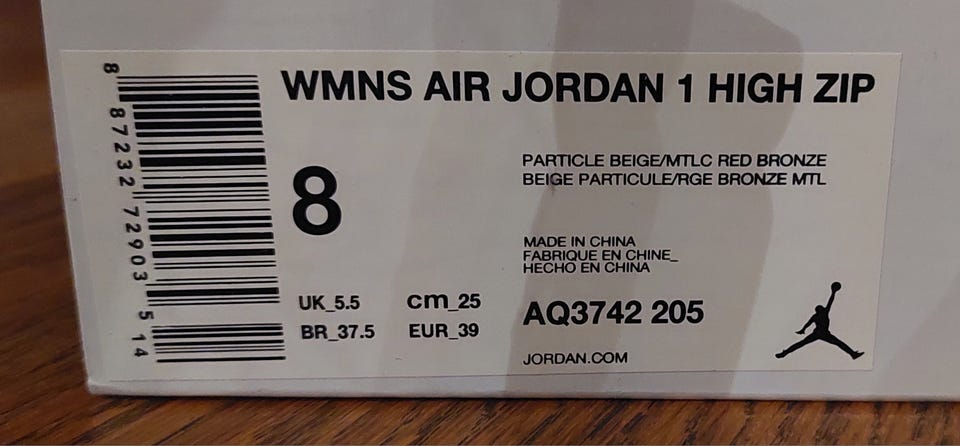 WMNS AIR JORDAN 1 HIGH ZIP
8 87232 72903 5 14
8
PARTICLE BEIGE/MTLC RED BRONZE
BEIGE PARTICULE/RGE BRONZE MTL
MADE IN CHINA
FABRIQUE EN CHINE_
HECHO EN CHINA
UK_5.5 cm_25
BR_37.5 EUR_39
AQ3742 205
JORDAN.COM